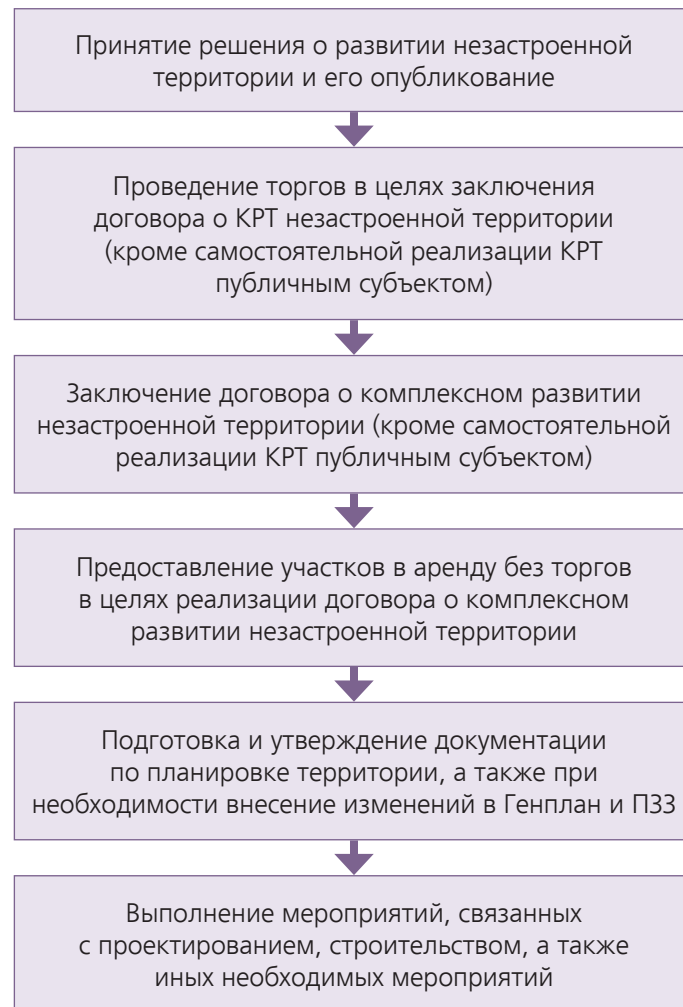 Принятие решения о развитии незастроенной
территории и его опубликование
Проведение торгов в целях заключения
договора о КРТ незастроенной территории
(кроме самостоятельной реализации КРТ
публичным субъектом)
Заключение договора о комплексном развитии
незастроенной территории (кроме самостоятельной
реализации КРТ публичным субъектом)
Предоставление участков в аренду без торгов
в целях реализации договора о комплексном
развитии незастроенной территории
Подготовка и утверждение документации
по планировке территории, а также при
необходимости внесение изменений в Генплан и ПЗЗ
Выполнение мероприятий, связанных
с проектированием, строительством, а также
иных необходимых мероприятий